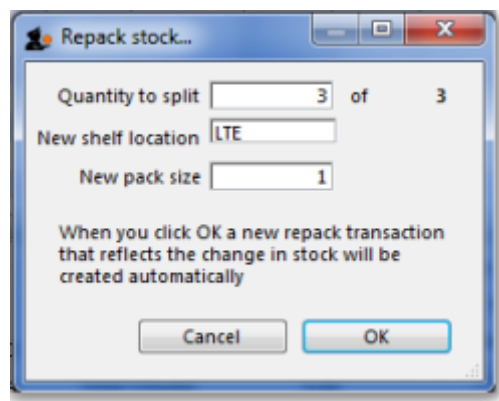 Repack stock...
Quantity to split 3 of 3
New shelf location LTE
New pack size 1
When you click OK a new repack transaction
that reflects the change in stock will be
created automatically
Cancel OK